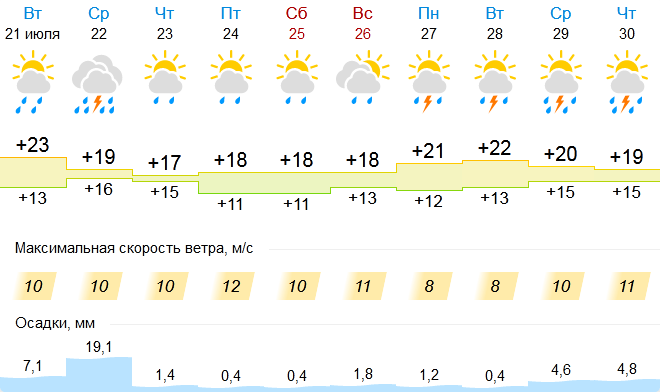 Вт Ср Чт Пт Сб Вс Пн Вт Ср Чт
21 июля 22 23 24 25 26 27 28 29 30
+23 +19 +17 +18 +18 +18 +21 +22 +20 +19
+13 +16 +15 +11 +11 +13 +12 +13 +15 +15
Максимальная скорость ветра, м/с
10 10 10 12 10 11 8 8 10 11
Осадки, мм
7,1 19,1 1,4 0,4 0,4 1,8 1,2 0,4 4,6 4,8